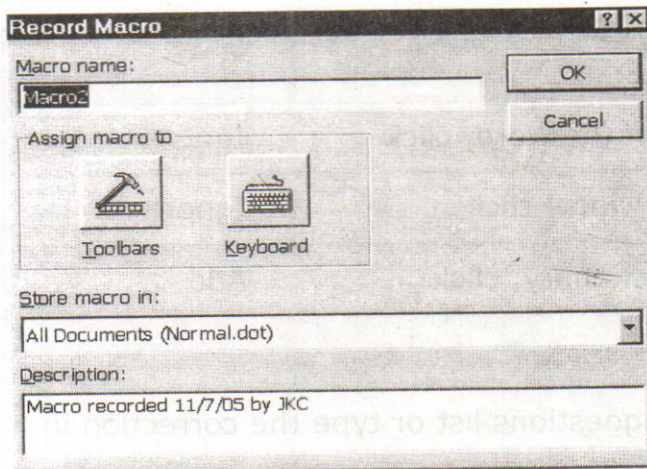 Record Macro
Macro name:
OK
Macro2
Cancel
Assign macro to
Toolbars
Keyboard
Store macro in:
All Documents (Normal.dot)
Description:
Macro recorded 11/7/05 by JKC